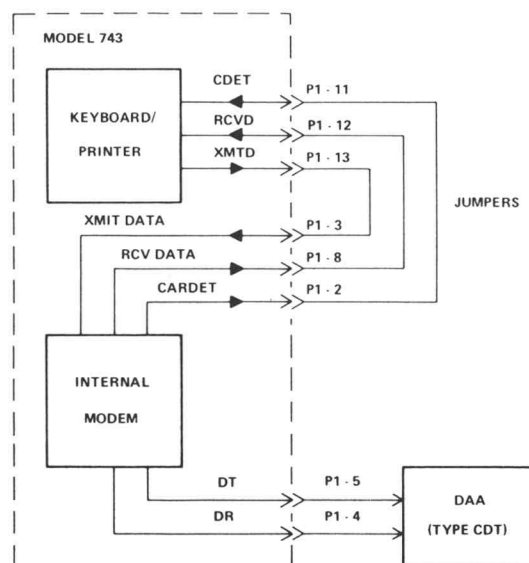 MODEL 743
KEYBOARD/
PRINTER
CDET
P1 - 11
RCVD
P1 - 12
XMTD
P1 - 13
JUMPERS
XMIT DATA
P1 - 3
RCV DATA
P1 - 8
CARDET
P1 - 2
INTERNAL
MODEM
DT
P1 - 5
DR
P1 - 4
DAA
(TYPE CDT)